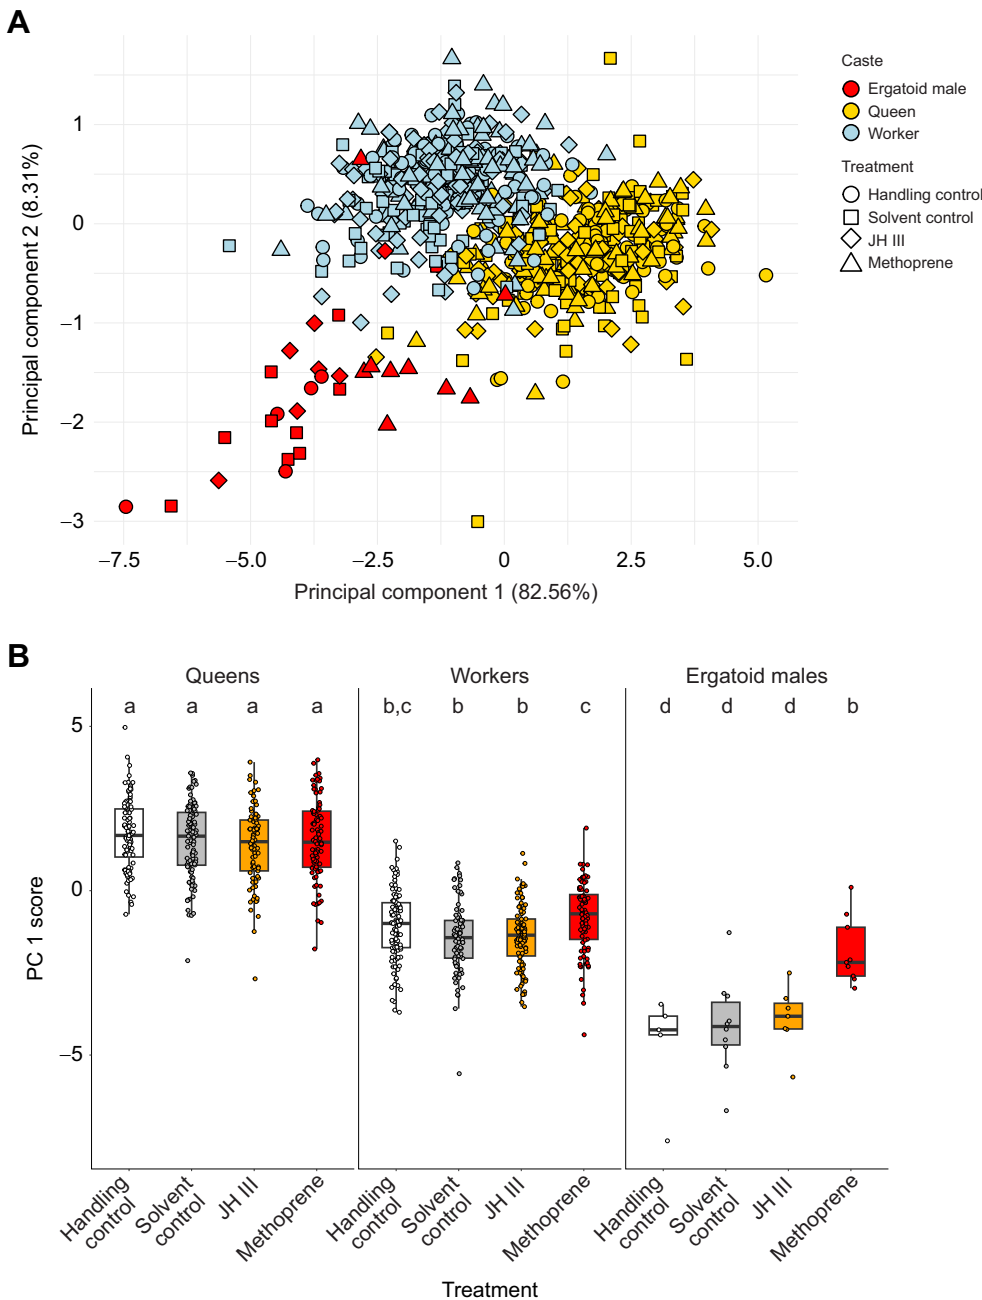 A
Caste
Ergatoid male
Queen
Worker
Treatment
Handling control
Solvent control
JH III
Methoprene
Principal component 2 (8.31%)
1
0
–1
–2
–3
–7.5
–5.0
–2.5
0
2.5
5.0
Principal component 1 (82.56%)
B
Queens
Workers
Ergatoid males
a
a
a
a
b,c
b
b
c
d
d
d
b
PC 1 score
5
0
–5
Handling
control
Solvent
control
JH III
Methoprene
Handling
control
Solvent
control
JH III
Methoprene
Handling
control
Solvent
control
JH III
Methoprene
Treatment